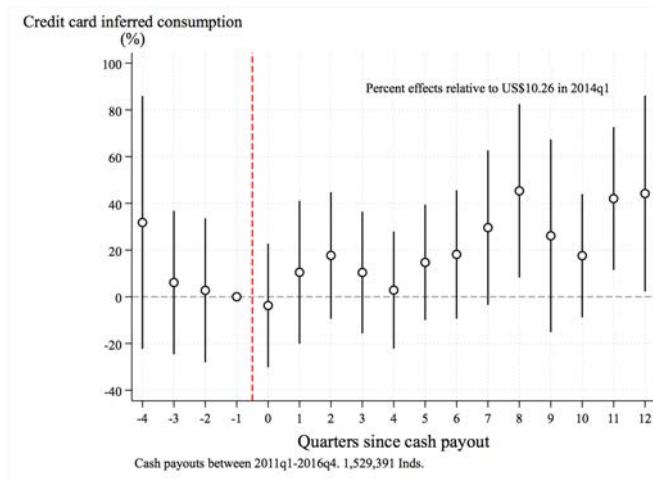 Credit card inferred consumption
(%)
100
Percent effects relative to US$10.26 in 2014q1
80
60
40
20
0
-20
-40
-4 -3 -2 -1 0 1 2 3 4 5 6 7 8 9 10 11 12
Quarters since cash payout
Cash payouts between 2011q1-2016q4. 1,529,391 Inds.